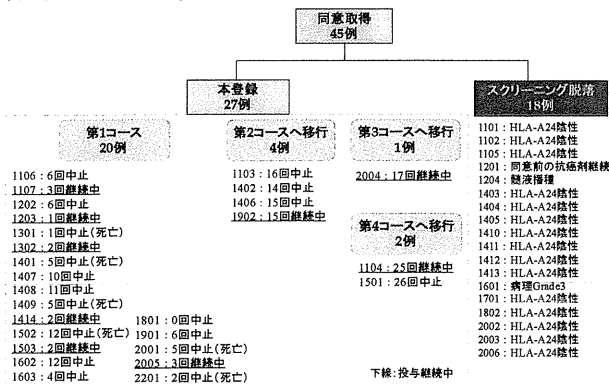 同意取得
45例
本登録
27例
スクリーニング脱落
18例
第1コース
20例
1106：6回中止
1107：3回継続中
1202：6回中止
1203：1回継続中
1301：1回中止(死亡)
1302：2回継続中
1401：5回中止(死亡)
1407：10回中止
1408：11回中止
1409：5回中止(死亡)
1414：2回継続中
1502：12回中止(死亡)
1503：2回継続中
1602：12回中止
1603：4回中止
1801：0回中止
1901：6回中止
2001：5回中止(死亡)
2005：3回継続中
2201：2回中止(死亡)
第2コースへ移行
4例
1103：16回中止
1402：14回中止
1406：15回中止
1902：15回継続中
第3コースへ移行
1例
2004：17回継続中
第4コースへ移行
2例
1104：25回継続中
1501：26回中止
下線：投与継続中
1101：HLA-A24陰性
1102：HLA-A24陰性
1105：HLA-A24陰性
1201：同意前の抗癌剤継続
1204：髄液播種
1403：HLA-A24陰性
1404：HLA-A24陰性
1405：HLA-A24陰性
1410：HLA-A24陰性
1411：HLA-A24陰性
1412：HLA-A24陰性
1413：HLA-A24陰性
1601：病理Grade3
1701：HLA-A24陰性
1802：HLA-A24陰性
2002：HLA-A24陰性
2003：HLA-A24陰性
2006：HLA-A24陰性